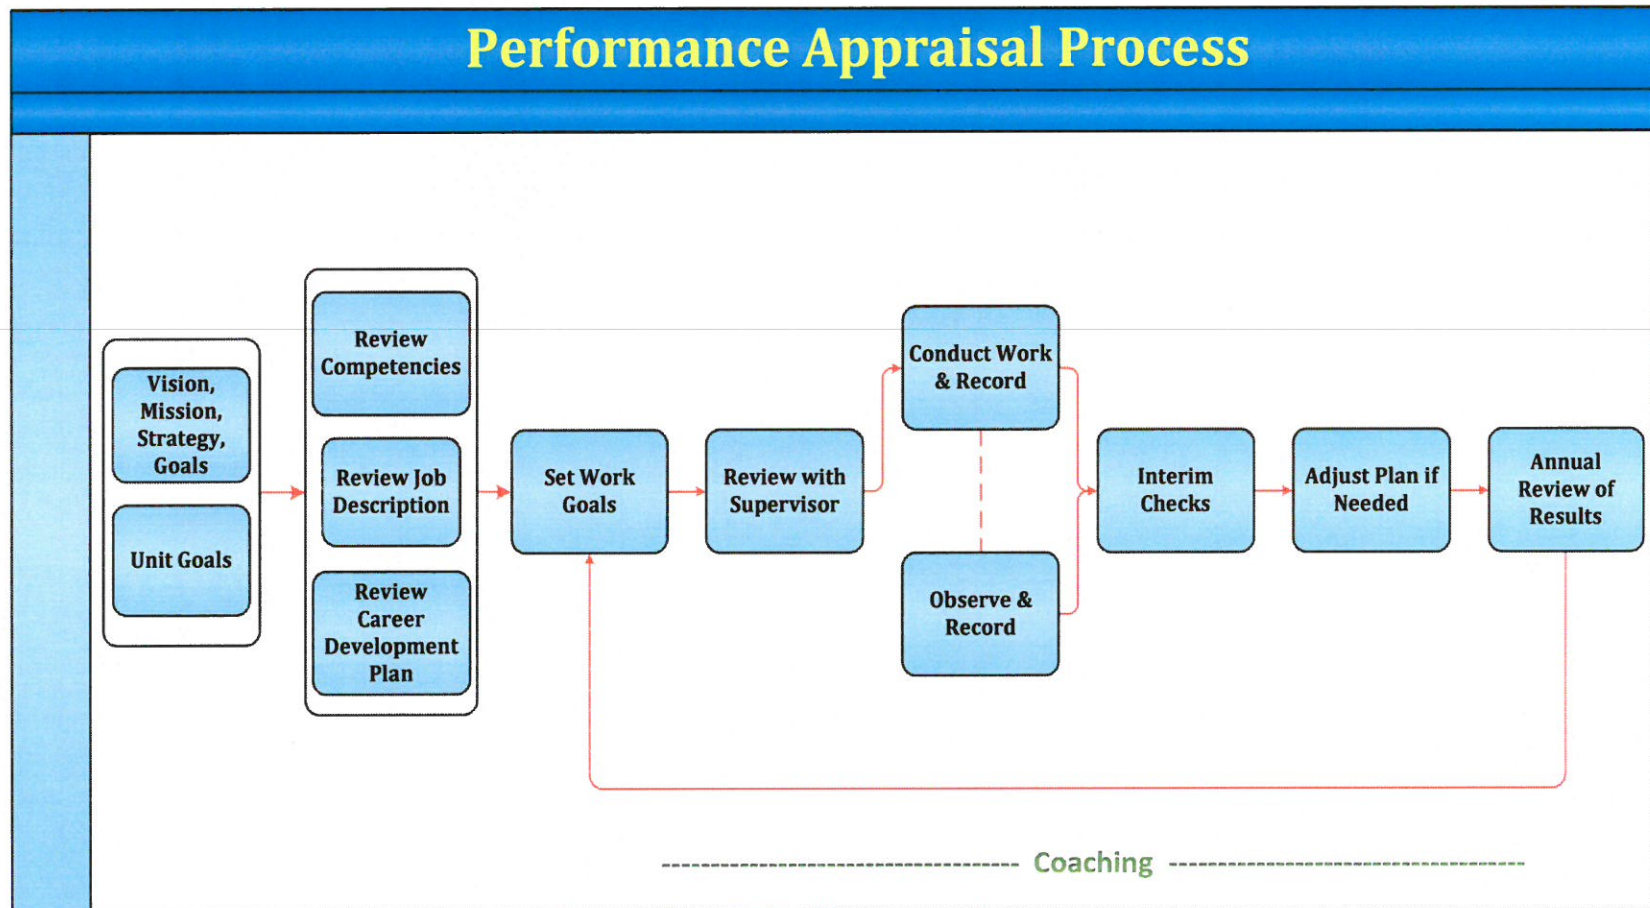 Performance Appraisal Process
Vision,
Mission,
Strategy,
Goals
Unit Goals
Review
Competencies
Review Job
Description
Review
Career
Development
Plan
Set Work
Goals
Review with
Supervisor
Conduct Work
& Record
Observe &
Record
Interim
Checks
Adjust Plan if
Needed
Annual
Review of
Results
Coaching